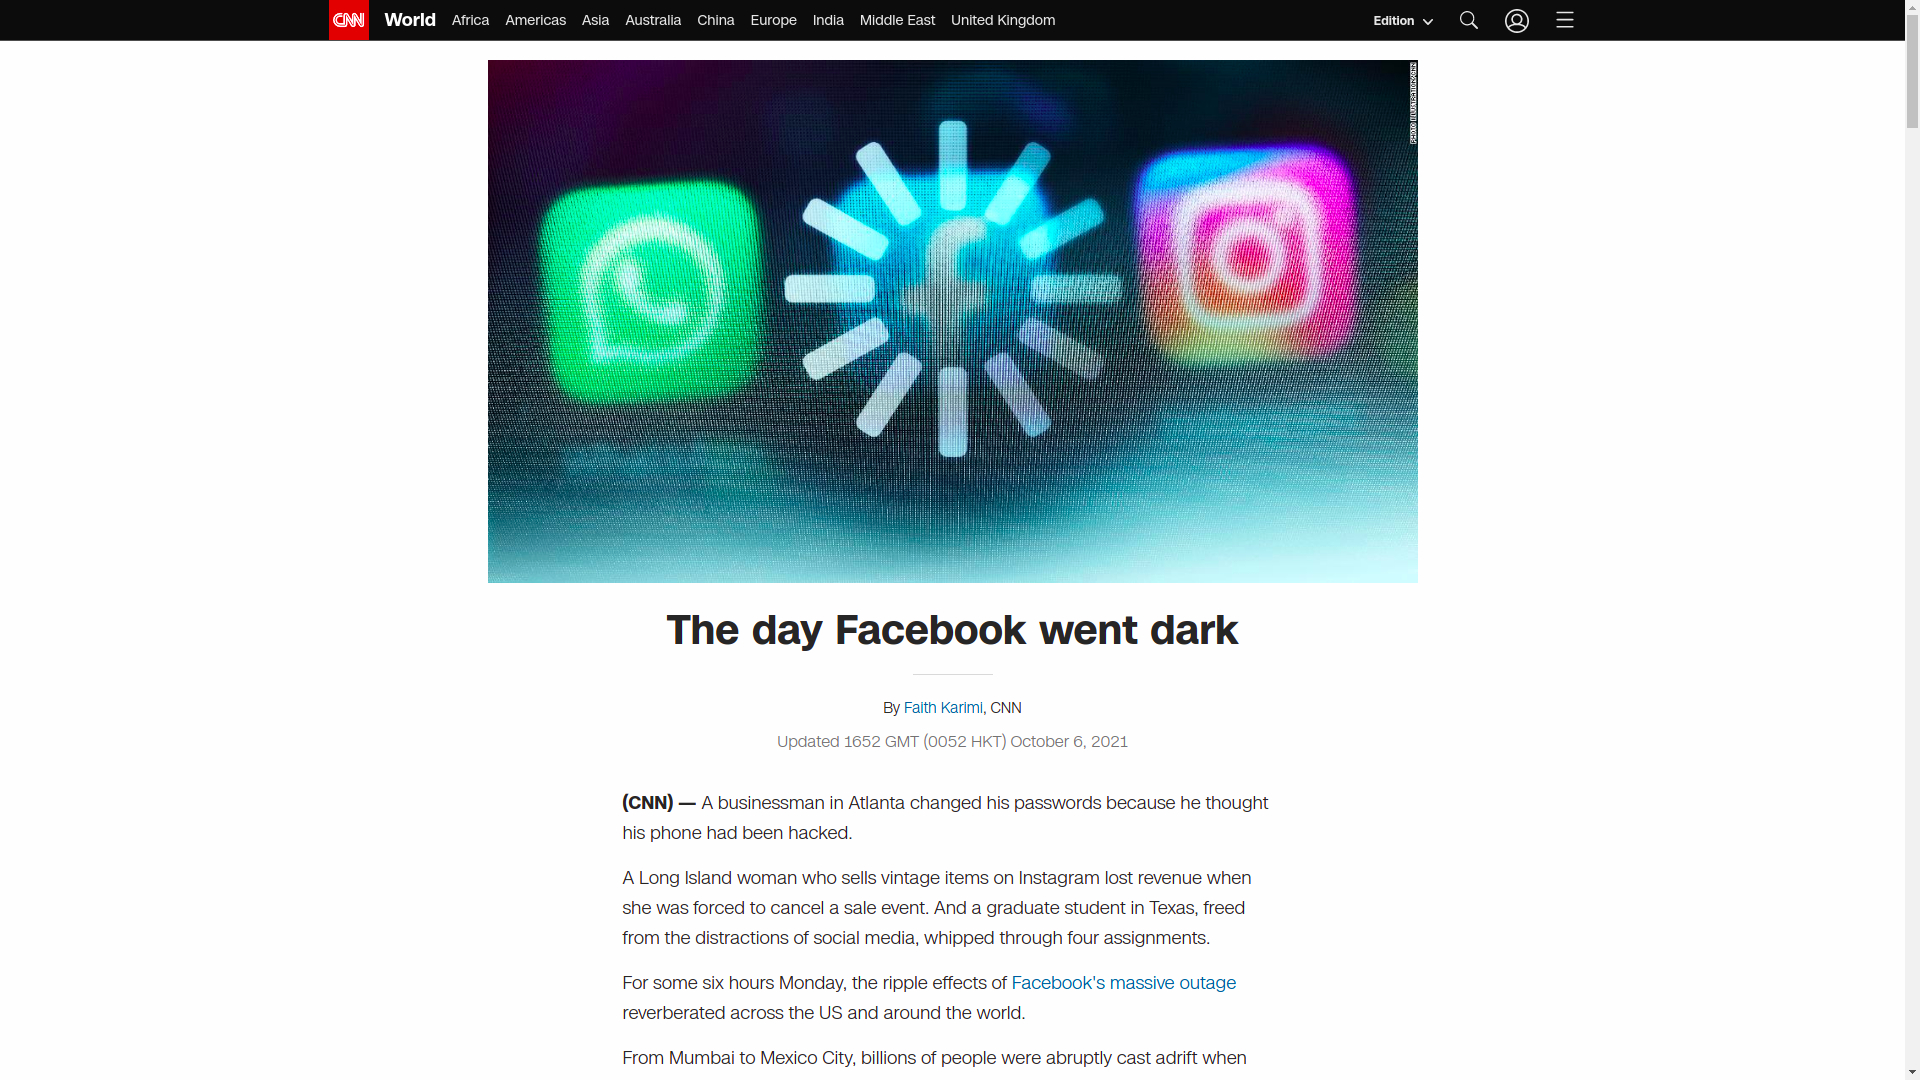 CNN World Africa Americas Asia Australia China Europe India Middle East United Kingdom Edition
PHOTO ILLUSTRATION/CNN
The day Facebook went dark
By Faith Karimi, CNN
Updated 1652 GMT (0052 HKT) October 6, 2021
(CNN) — A businessman in Atlanta changed his passwords because he thought
his phone had been hacked.
A Long Island woman who sells vintage items on Instagram lost revenue when
she was forced to cancel a sale event. And a graduate student in Texas, freed
from the distractions of social media, whipped through four assignments.
For some six hours Monday, the ripple effects of Facebook's massive outage
reverberated across the US and around the world.
From Mumbai to Mexico City, billions of people were abruptly cast adrift when